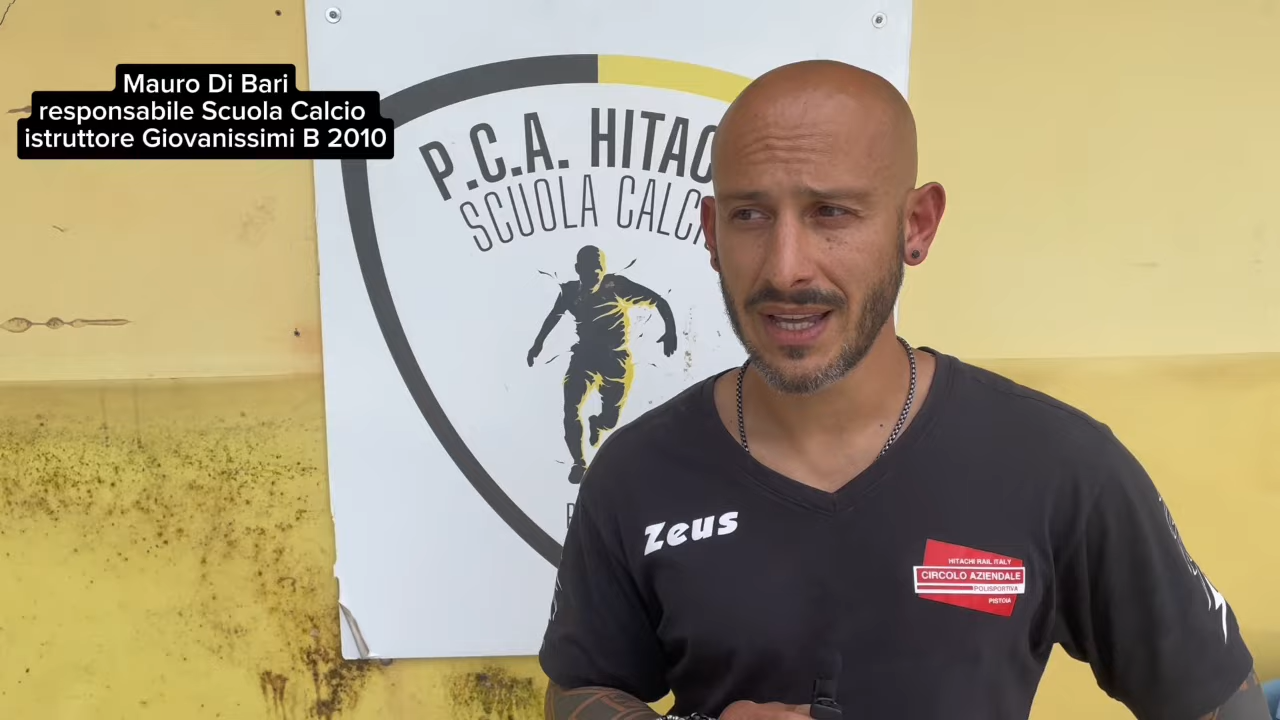 Mauro Di Bari
responsabile Scuola Calcio
istruttore Giovanissimi B 2010
P.C.A. HITAC
SCUOLA CALCI
Zeus
HITACHI RAIL ITALY
CIRCOLO AZIENDALE
POLISPORTIVA
PISTOIA